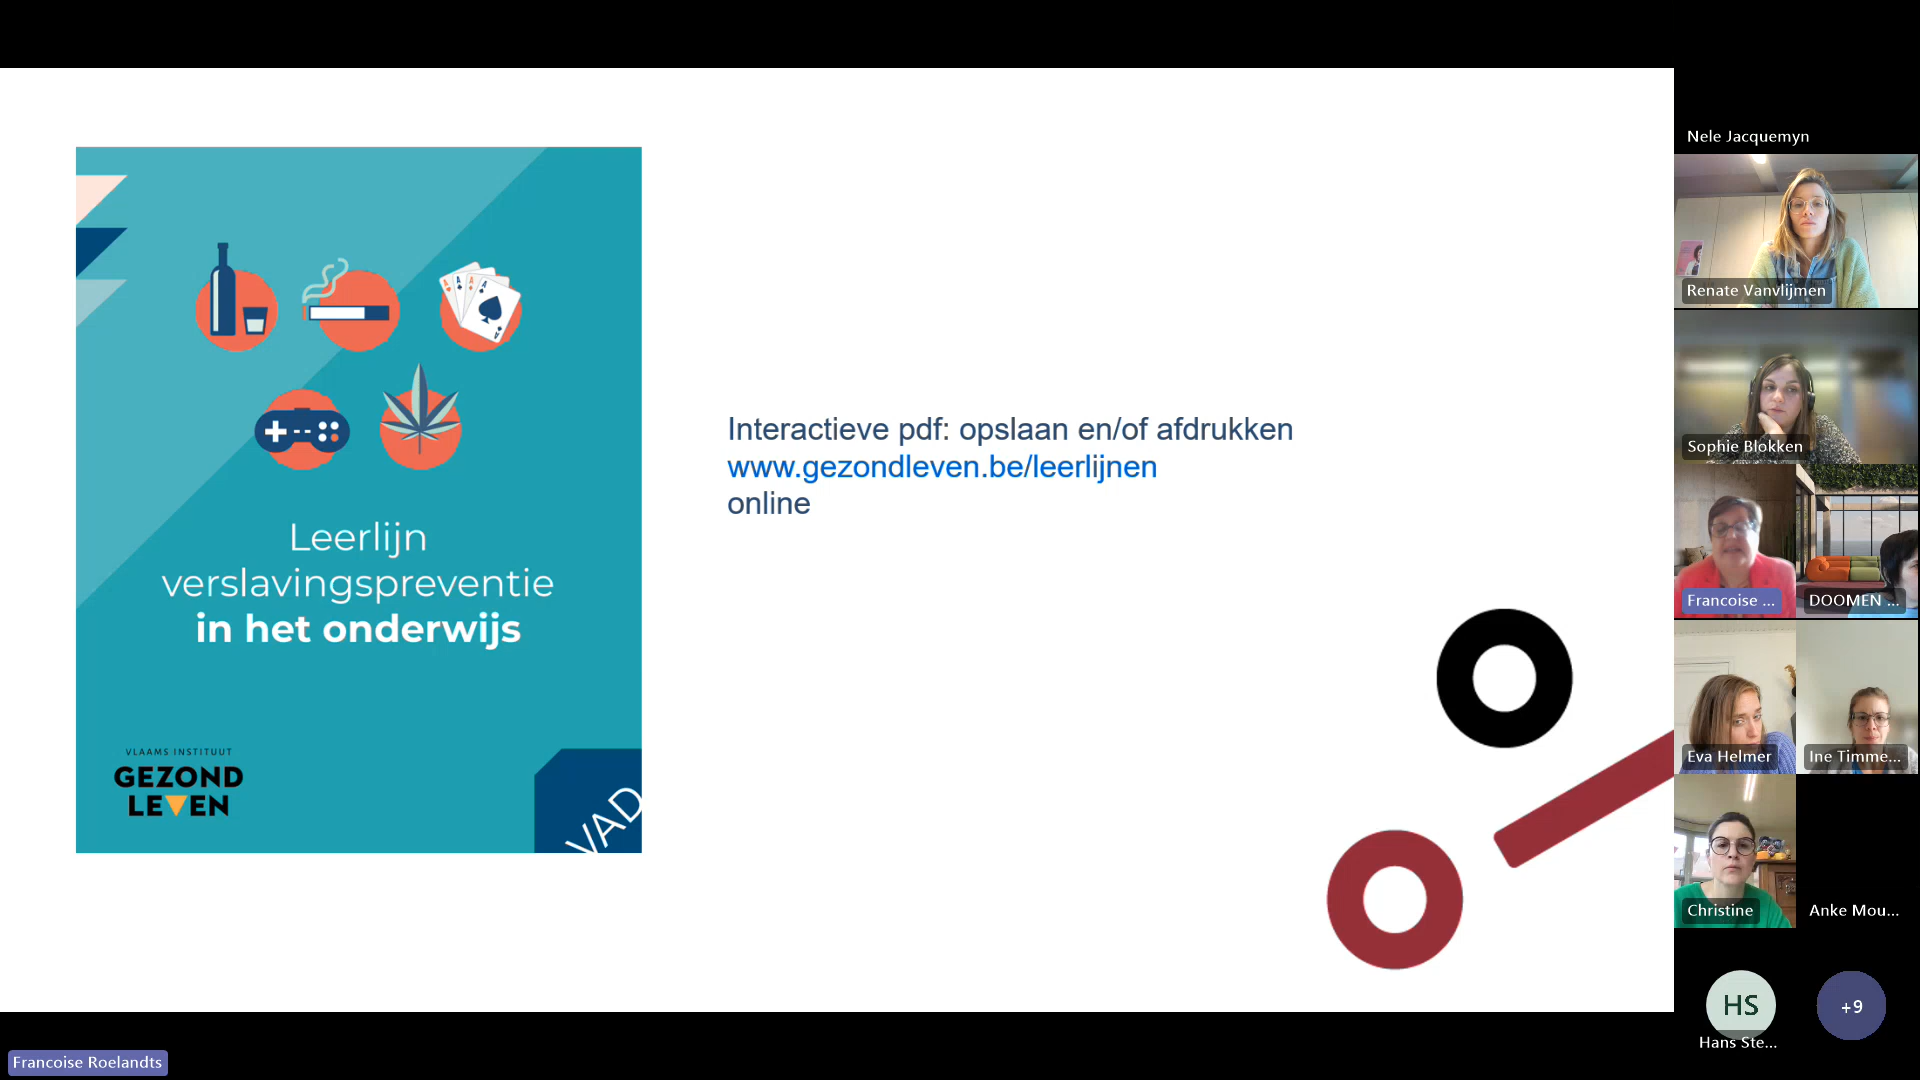 Leerlijn
verslavingspreventie
in het onderwijs
VLAAMS INSTITUUT
GEZOND
LEVEN
VAD
Interactieve pdf: opslaan en/of afdrukken
www.gezondleven.be/leerlijnen
online
Nele Jacquemyn
Renate Vanvlijmen
Sophie Blokken
Francoise ...
DOOMEN ...
Eva Helmer
Ine Timme...
Christine
Anke Mou...
HS
Hans Ste...
+9
Francoise Roelandts